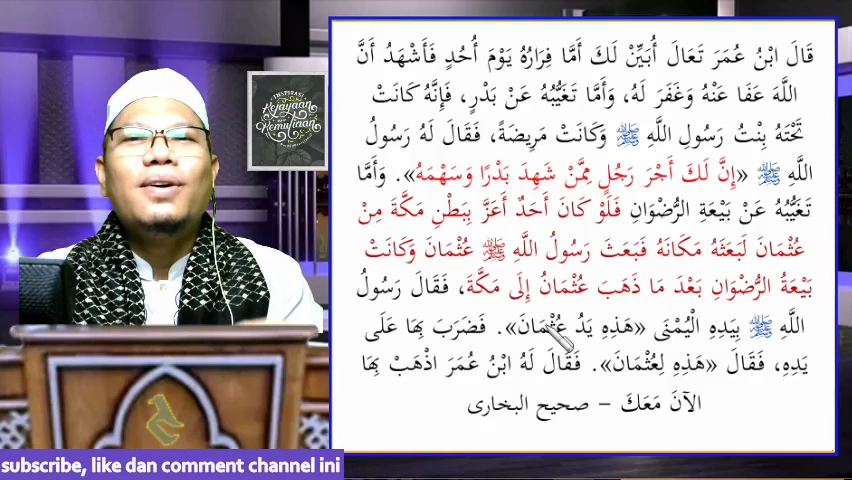 INSPIRASI
Kejayaan
Kemuliaan
قَالَ ابْنُ عُمَرَ تَعَالَ أُبَيِّنْ لَكَ أَمَّا فِرَارُهُ يَوْمَ أُحُدٍ فَأَشْهَدُ أَنَّ
اللَّهَ عَفَا عَنْهُ وَغَفَرَ لَهُ، وَأَمَّا تَغَيُّبُهُ عَنْ بَدْرٍ، فَإِنَّهُ كَانَتْ
تَحْتَهُ بِنْتُ رَسُولِ اللَّهِ ﷺ وَكَانَتْ مَرِيضَةً، فَقَالَ لَهُ رَسُولُ
اللَّهِ ﷺ «إِنَّ لَكَ أَجْرَ رَجُلٍ مِمَّنْ شَهِدَ بَدْرًا وَسَهْمَهُ». وَأَمَّا
تَغَيُّبُهُ عَنْ بَيْعَةِ الرُّضْوَانِ فَلَوْ كَانَ أَحَدٌ أَعَزَّ بِبَطْنِ مَكَّةَ مِنْ
عُثْمَانَ لَبَعَثَهُ مَكَانَهُ فَبَعَثَ رَسُولُ اللَّهِ ﷺ عُثْمَانَ وَكَانَتْ
بَيْعَةُ الرُّضْوَانِ بَعْدَ مَا ذَهَبَ عُثْمَانُ إِلَى مَكَّةَ، فَقَالَ رَسُولُ
اللَّهِ ﷺ بِيَدِهِ الْيُمْنَى «هَذِهِ يَدُ عُثْمَانَ». فَضَرَبَ بِهَا عَلَى
يَدِهِ، فَقَالَ «هَذِهِ لِعُثْمَانَ». فَقَالَ لَهُ ابْنُ عُمَرَ اذْهَبْ بِهَا
الآنَ مَعَكَ – صحيح البخارى
subscribe, like dan comment channel ini